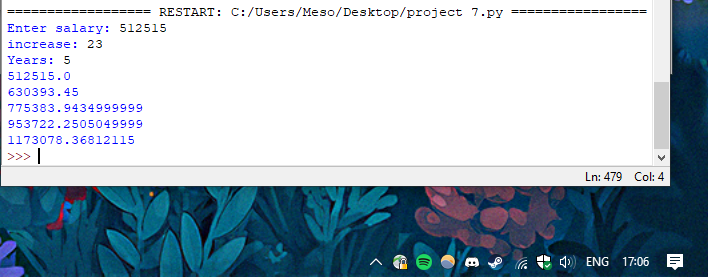 ================== RESTART: C:/Users/Meso/Desktop/project 7.py =================
Enter salary: 512515
increase: 23
Years: 5
512515.0
630393.45
775383.9434999999
953722.2505049999
1173078.36812115
>>>
Ln: 479 Col: 4
ENG 17:06